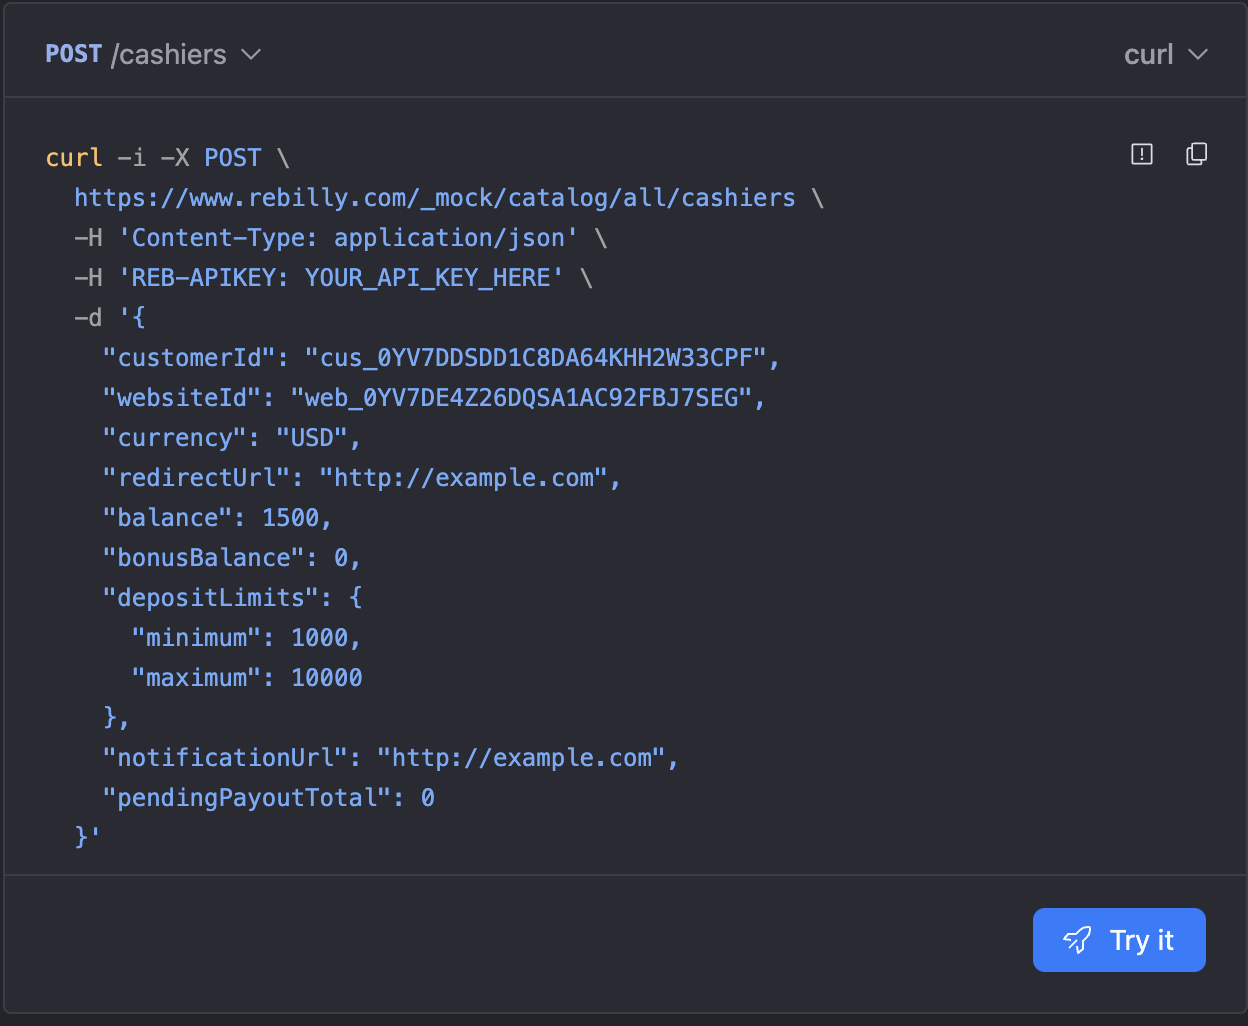 POST /cashiers
curl
curl -i -X POST \
  https://www.rebilly.com/_mock/catalog/all/cashiers \
  -H 'Content-Type: application/json' \
  -H 'REB-APIKEY: YOUR_API_KEY_HERE' \
  -d '{
    "customerId": "cus_0YV7DDSDD1C8DA64KHH2W33CPF",
    "websiteId": "web_0YV7DE4Z26DQSA1AC92FBJ7SEG",
    "currency": "USD",
    "redirectUrl": "http://example.com",
    "balance": 1500,
    "bonusBalance": 0,
    "depositLimits": {
      "minimum": 1000,
      "maximum": 10000
    },
    "notificationUrl": "http://example.com",
    "pendingPayoutTotal": 0
  }'
Try it